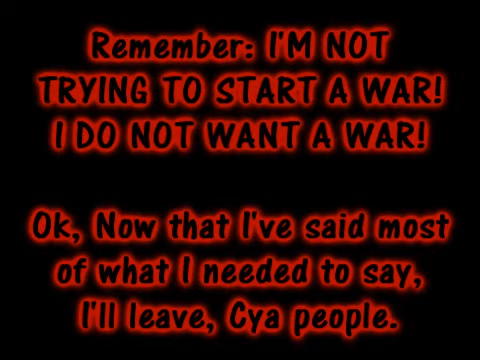 Remember: I'M NOT
TRYING TO START A WAR!
I DO NOT WANT A WAR!
Ok, Now that I've said most
of what I needed to say,
I'll leave, Cya people.